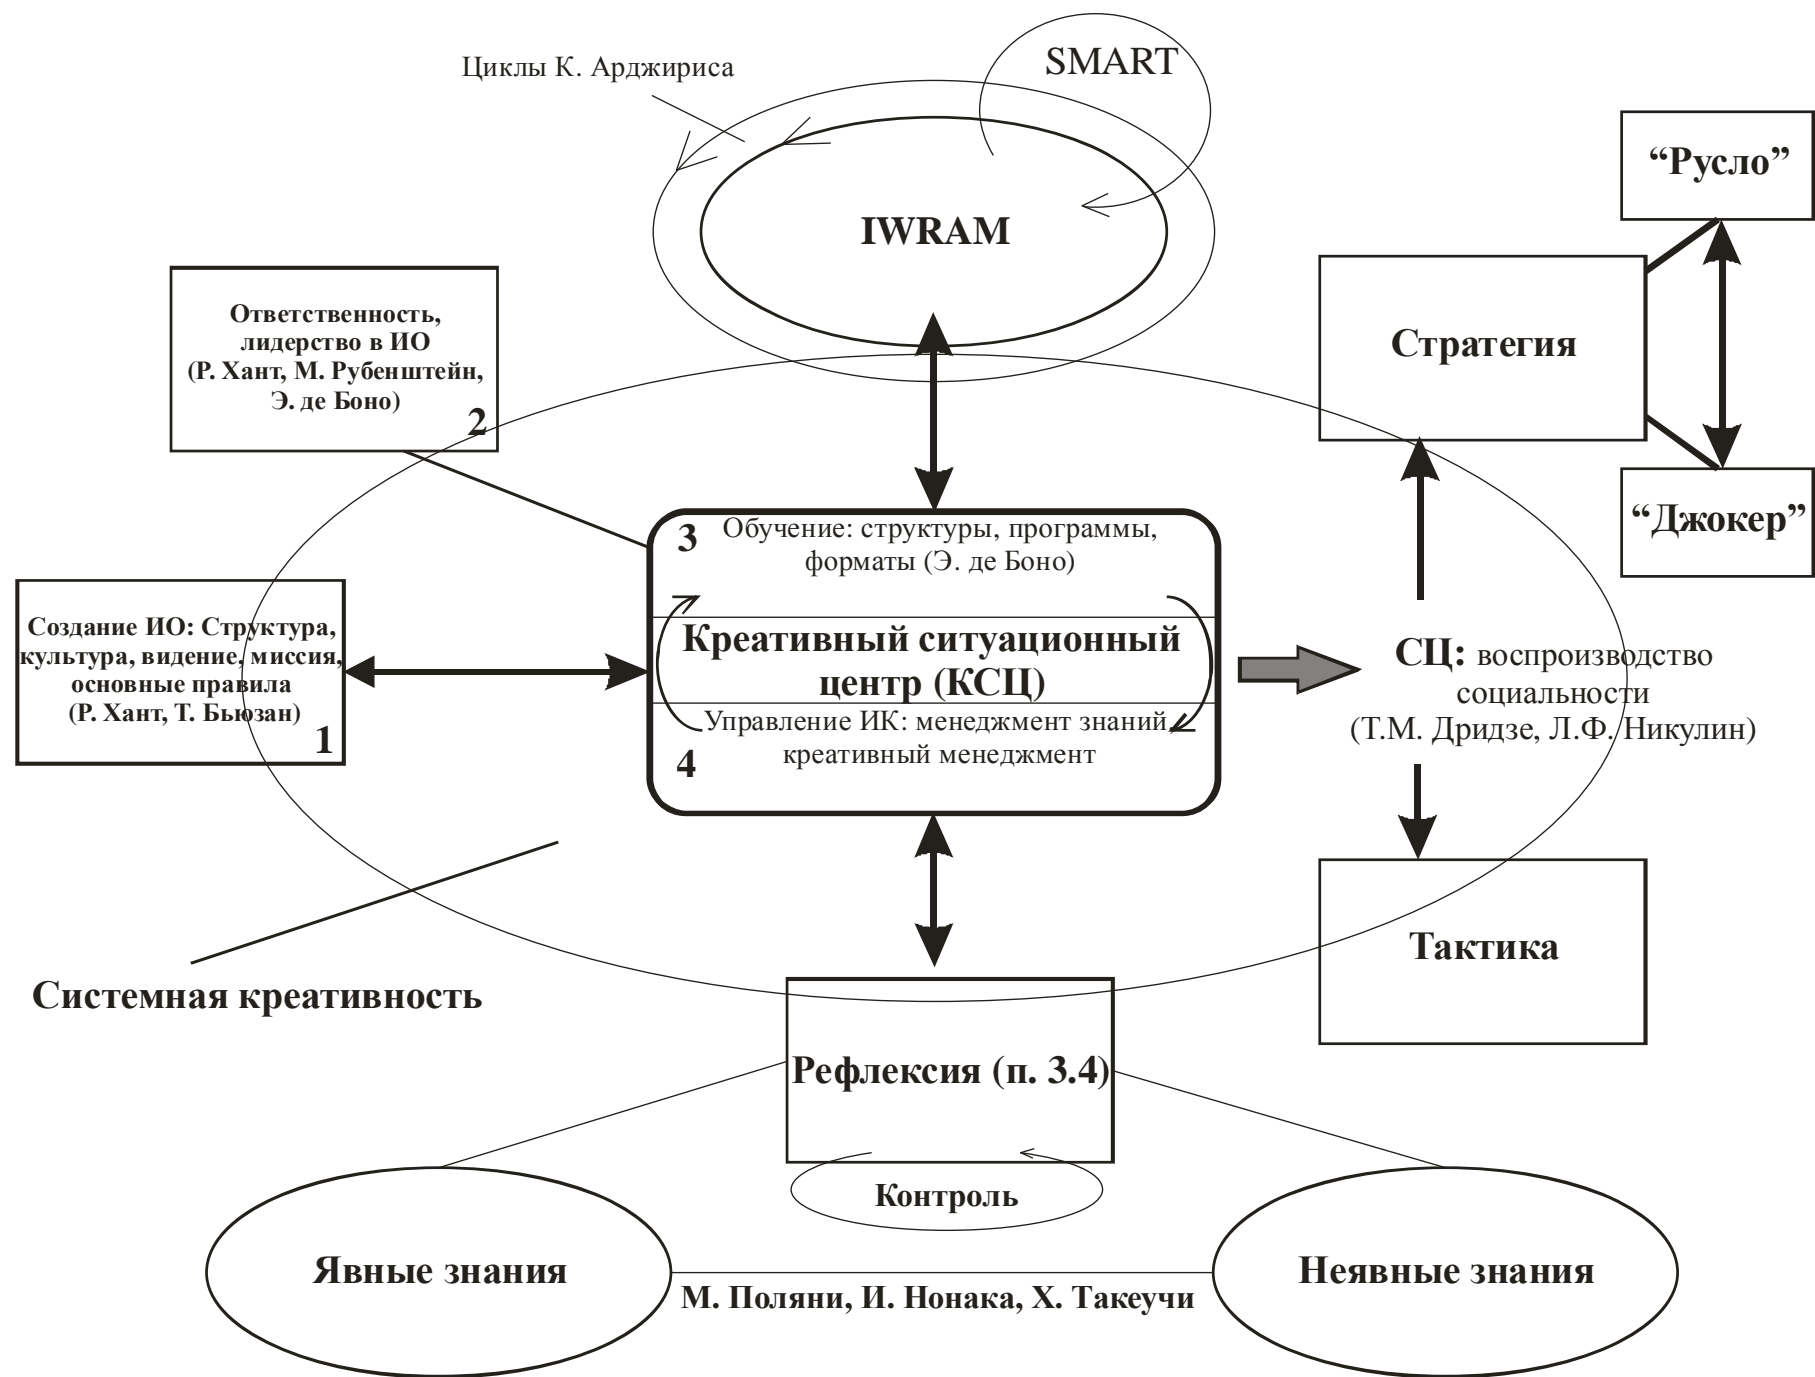 Циклы К. Арджириса
SMART
IWRAM
“Русло”
Стратегия
“Джокер”
Ответственность,
лидерство в ИО
(Р. Хант, М. Рубенштейн,
Э. де Боно)
2
3
Обучение: структуры, программы,
форматы (Э. де Боно)
Креативный ситуационный
центр (КСЦ)
Управление ИК: менеджмент знаний,
креативный менеджмент
4
Создание ИО: Структура,
культура, видение, миссия,
основные правила
(Р. Хант, Т. Бьюзан)
1
СЦ: воспроизводство
социальности
(Т.М. Дридзе, Л.Ф. Никулин)
Тактика
Системная креативность
Рефлексия (п. 3.4)
Контроль
Явные знания
Неявные знания
М. Поляни, И. Нонака, Х. Такеучи